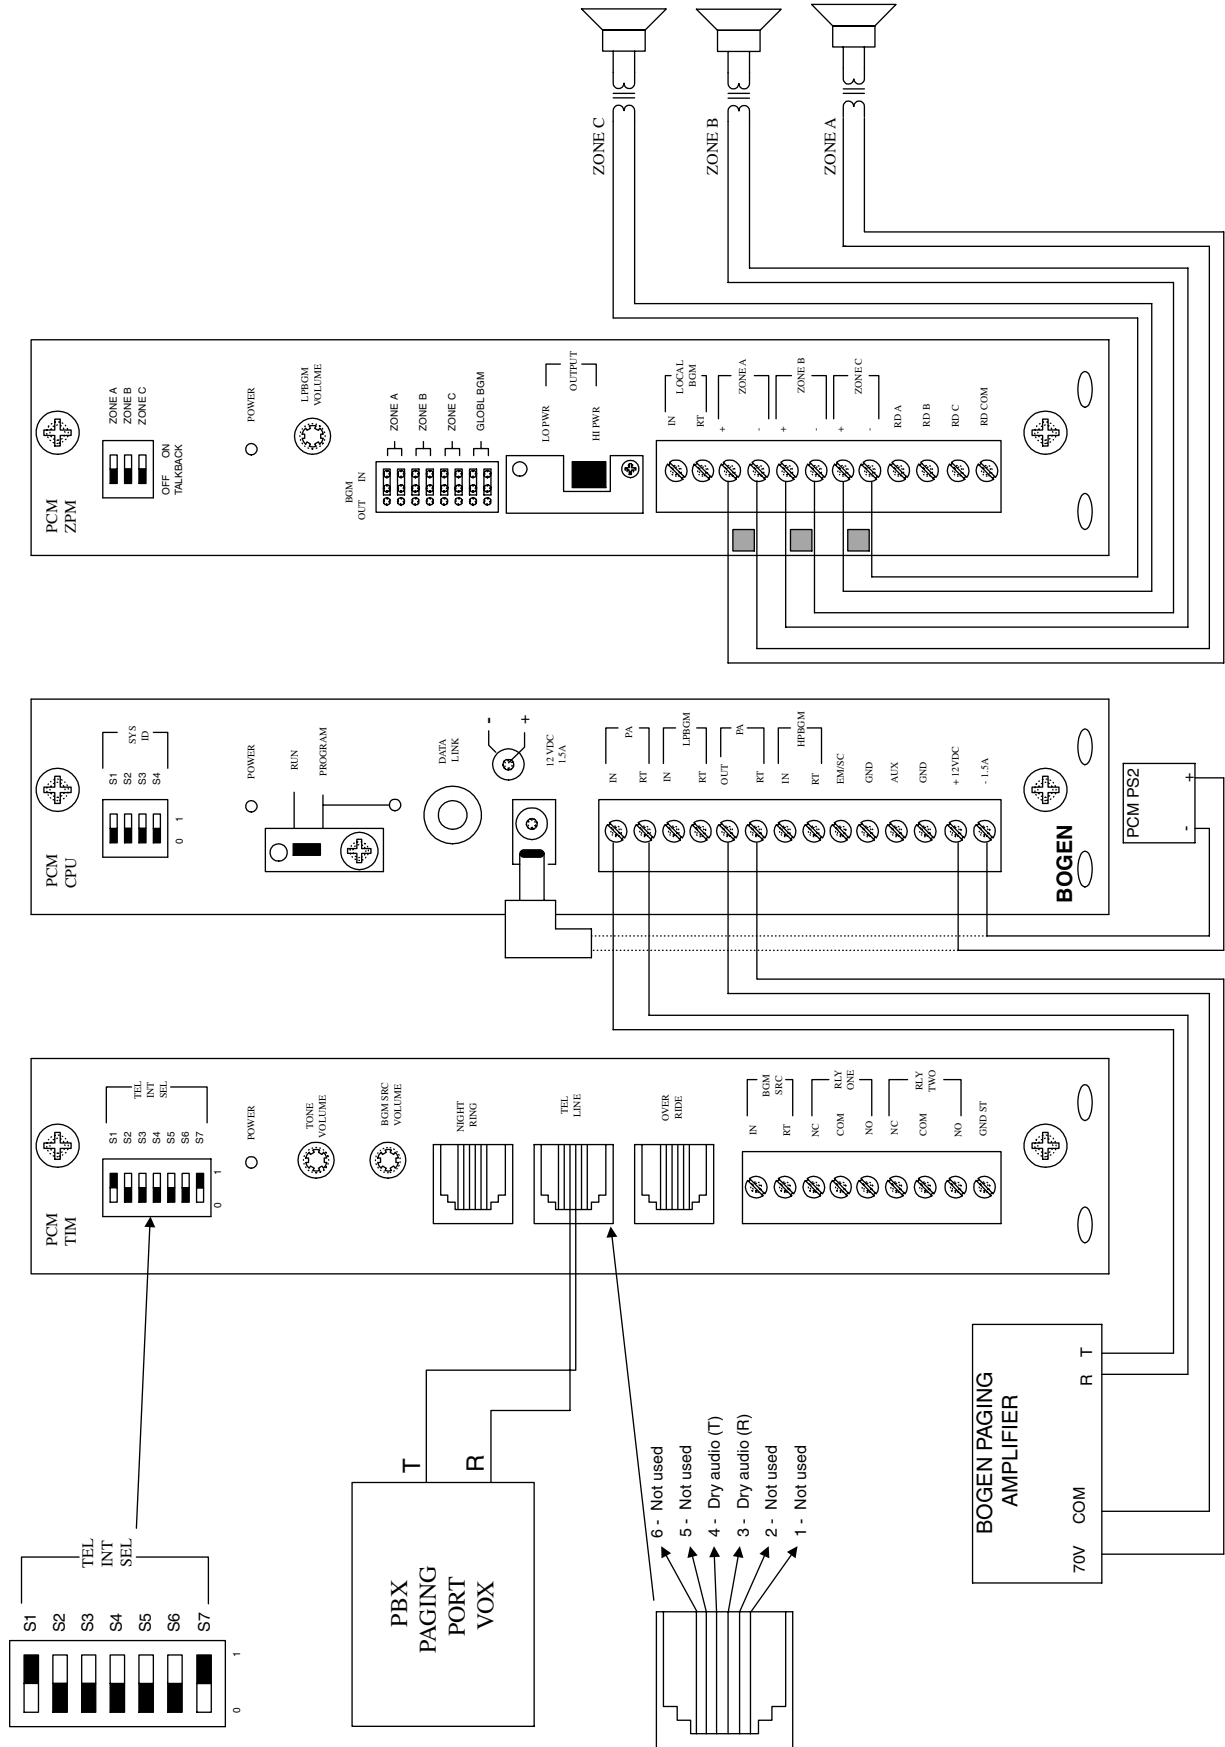 ZONE C
ZONE B
ZONE A
PCM
ZPM
ZONE A
ZONE B
ZONE C
OFF ON
TALKBACK
POWER
LPBGM
VOLUME
BGM
OUT IN
ZONE A
ZONE B
ZONE C
GLOBL BGM
LO PWR
HI PWR
OUTPUT
IN
RT
LOCAL
BGM
+
-
ZONE A
+
-
ZONE B
+
-
ZONE C
RD A
RD B
RD C
RD COM
PCM
CPU
S1
S2
S3
S4
SYS
ID
0 1
POWER
RUN
PROGRAM
DATA
LINK
- +
12 VDC
1.5A
IN
RT
PA
IN
RT
LPBGM
OUT
RT
PA
IN
RT
HPBGM
EM/SC
GND
AUX
GND
+ 12VDC
- 1.5A
BOGEN
PCM PS2
- +
PCM
TIM
S1
S2
S3
S4
S5
S6
S7
TEL
INT
SEL
0 1
POWER
TONE
VOLUME
BGM SRC
VOLUME
NIGHT
RING
TEL
LINE
OVER
RIDE
IN
RT
BGM
SRC
NC
COM
NO
RLY
ONE
NC
COM
NO
RLY
TWO
GND ST
S1
S2
S3
S4
S5
S6
S7
TEL
INT
SEL
0 1
PBX
PAGING
PORT
VOX
T
R
6 - Not used
5 - Not used
4 - Dry audio (T)
3 - Dry audio (R)
2 - Not used
1 - Not used
BOGEN PAGING
AMPLIFIER
70V COM R T